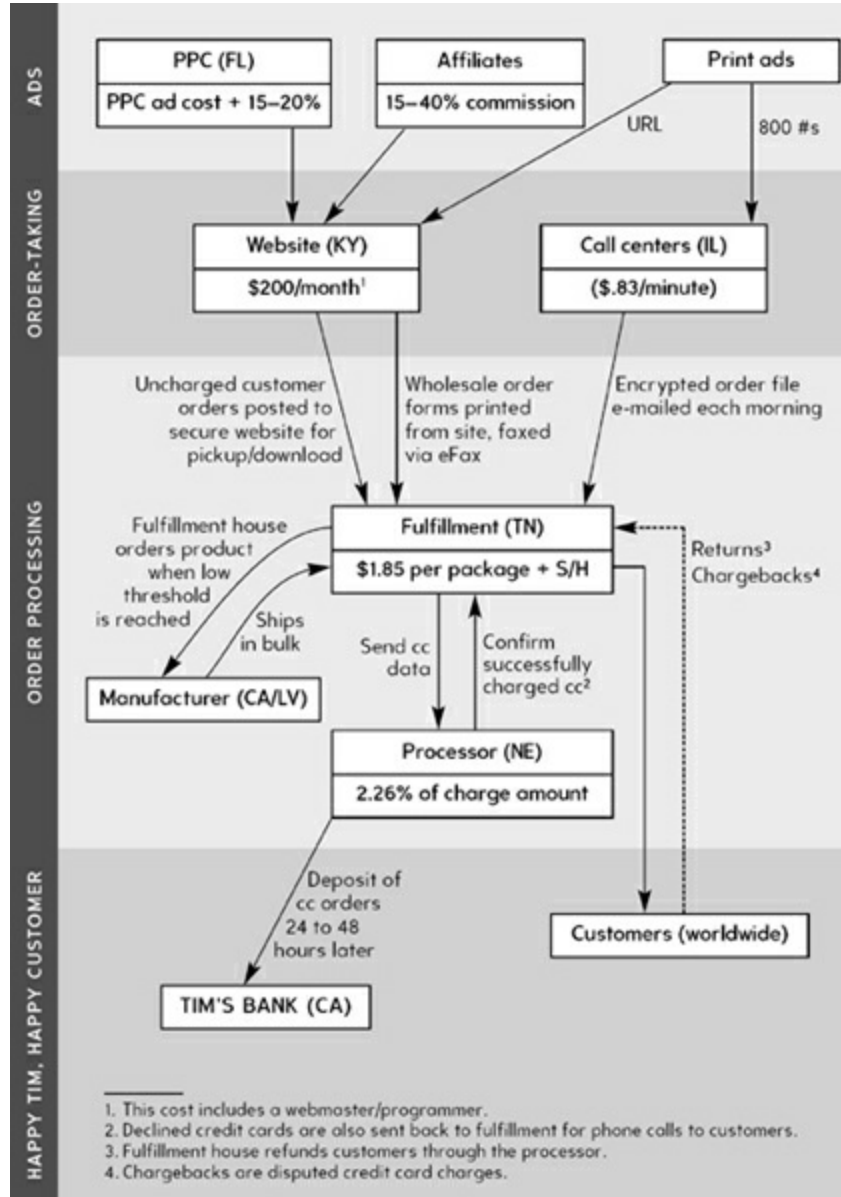 ADS
PPC (FL)
PPC ad cost + 15–20%
Affiliates
15–40% commission
Print ads
URL
800 #s
ORDER-TAKING
Website (KY)
$200/month¹
Call centers (IL)
($.83/minute)
Uncharged customer
orders posted to
secure website for
pickup/download
Wholesale order
forms printed
from site, faxed
via eFax
Encrypted order file
e-mailed each morning
ORDER PROCESSING
Fulfillment (TN)
$1.85 per package + S/H
Fulfillment house
orders product
when low
threshold
is reached
Ships
in bulk
Returns³
Chargebacks⁴
Send cc
data
Confirm
successfully
charged cc²
Manufacturer (CA/LV)
Processor (NE)
2.26% of charge amount
HAPPY TIM, HAPPY CUSTOMER
Deposit of
cc orders
24 to 48
hours later
Customers (worldwide)
TIM'S BANK (CA)
1. This cost includes a webmaster/programmer.
2. Declined credit cards are also sent back to fulfillment for phone calls to customers.
3. Fulfillment house refunds customers through the processor.
4. Chargebacks are disputed credit card charges.